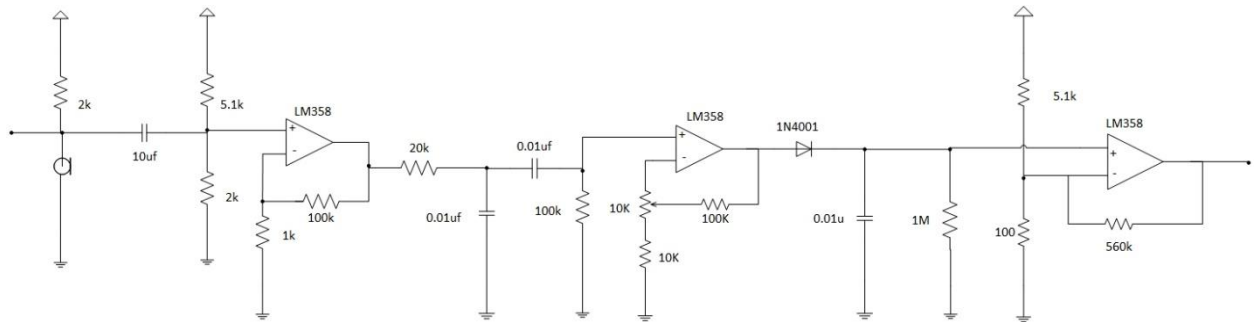 2k
10uf
5.1k
2k
LM358
+
-
100k
1k
20k
0.01uf
0.01uf
100k
LM358
+
-
10K
100K
10K
1N4001
0.01u
1M
5.1k
100
LM358
+
-
560k